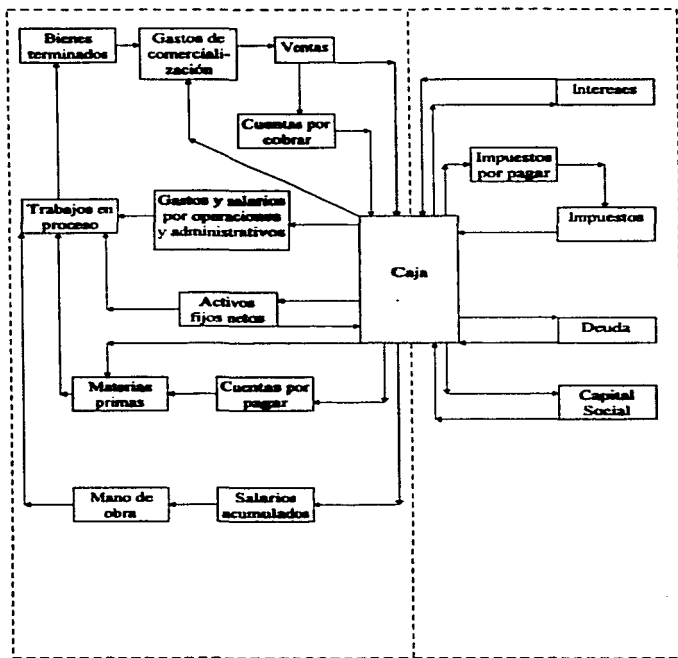 Bienes
terminados
Gastos de
comerciali-
zación
Ventas
Cuentas por
cobrar
Intereses
Impuestos
por pagar
Impuestos
Trabajos en
proceso
Gastos y salarios
por operaciones
y administrativos
Caja
Activos
fijos netos
Deuda
Materias
primas
Cuentas por
pagar
Capital
Social
Mano de
obra
Salarios
acumulados